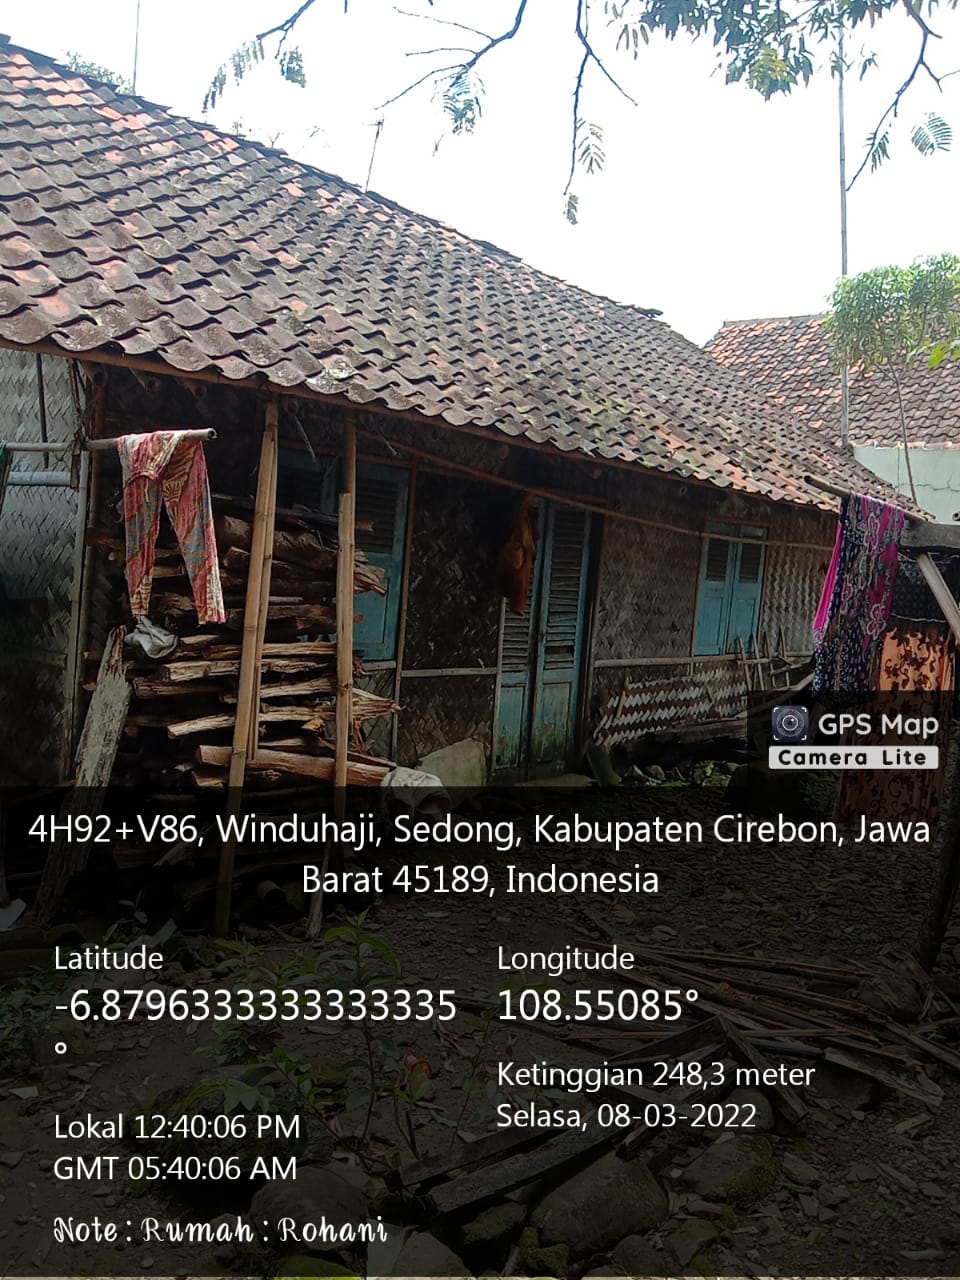 GPS Map
Camera Lite
4H92+V86, Winduhaji, Sedong, Kabupaten Cirebon, Jawa
Barat 45189, Indonesia
Latitude
-6.8796333333333335
°
Longitude
108.55085°
Ketinggian 248,3 meter
Selasa, 08-03-2022
Lokal 12:40:06 PM
GMT 05:40:06 AM
Note : Rumah : Rohani